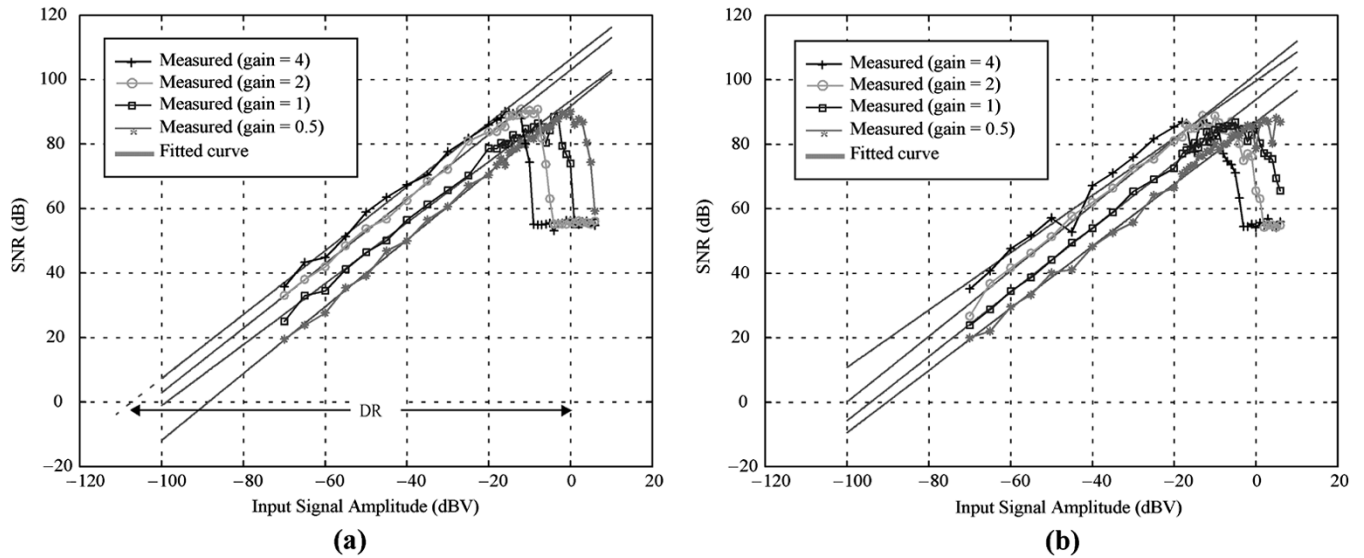 120
100
80
60
40
20
0
−20
SNR (dB)
Measured (gain = 4)
Measured (gain = 2)
Measured (gain = 1)
Measured (gain = 0.5)
Fitted curve
DR
−120 −100 −80 −60 −40 −20 0 20
Input Signal Amplitude (dBV)
(a)
120
100
80
60
40
20
0
−20
SNR (dB)
Measured (gain = 4)
Measured (gain = 2)
Measured (gain = 1)
Measured (gain = 0.5)
Fitted curve
−120 −100 −80 −60 −40 −20 0 20
Input Signal Amplitude (dBV)
(b)